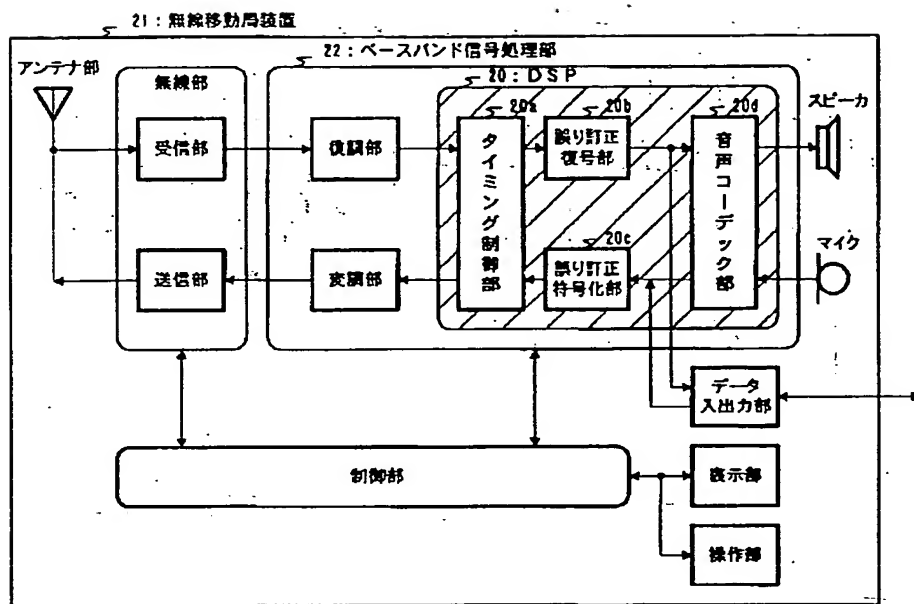 21：無線移動局装置
22：ベースバンド信号処理部
アンテナ部
無線部
20：DSP
20a
20b
20d
スピーカ
受信部
復調部
タイミング制御部
誤り訂正
復号部
音声コーデック部
20c
マイク
送信部
変調部
誤り訂正
符号化部
データ
入出力部
制御部
表示部
操作部